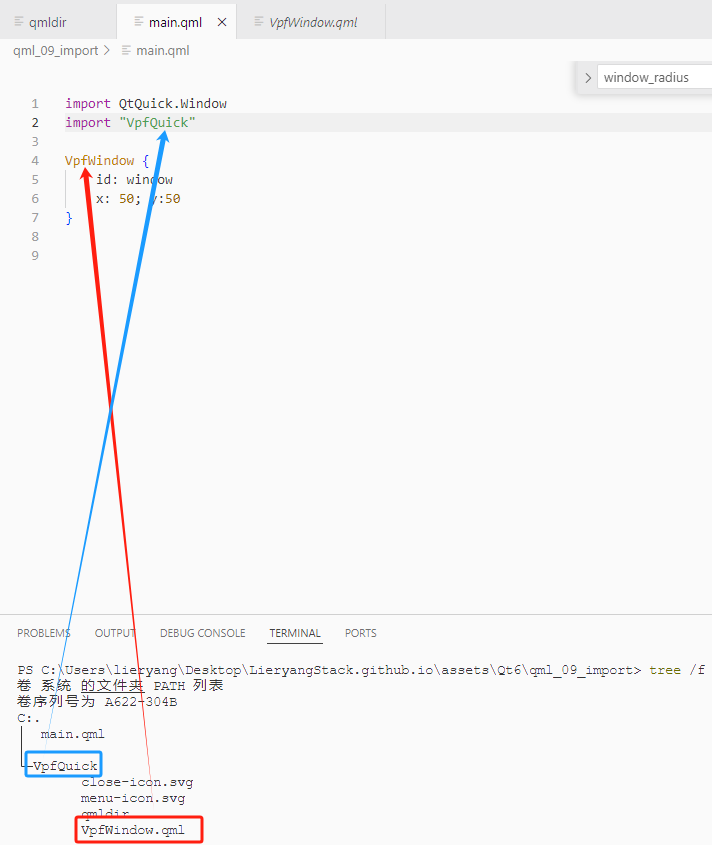 qmldir main.qml VpfWindow.qml
qml_09_import main.qml
window_radius
1 import QtQuick.Window
2 import "VpfQuick"
3
4 VpfWindow {
5 id: window
6 x: 50; y:50
7 }
8
9
PROBLEMS OUTPUT DEBUG CONSOLE TERMINAL PORTS
PS C:\Users\lieryang\Desktop\LieryangStack.github.io\assets\Qt6\qml_09_import> tree /f
卷 系统 的文件夹 PATH 列表
卷序列号为 A622-304B
C:.
main.qml
VpfQuick
close-icon.svg
menu-icon.svg
qmldir
VpfWindow.qml